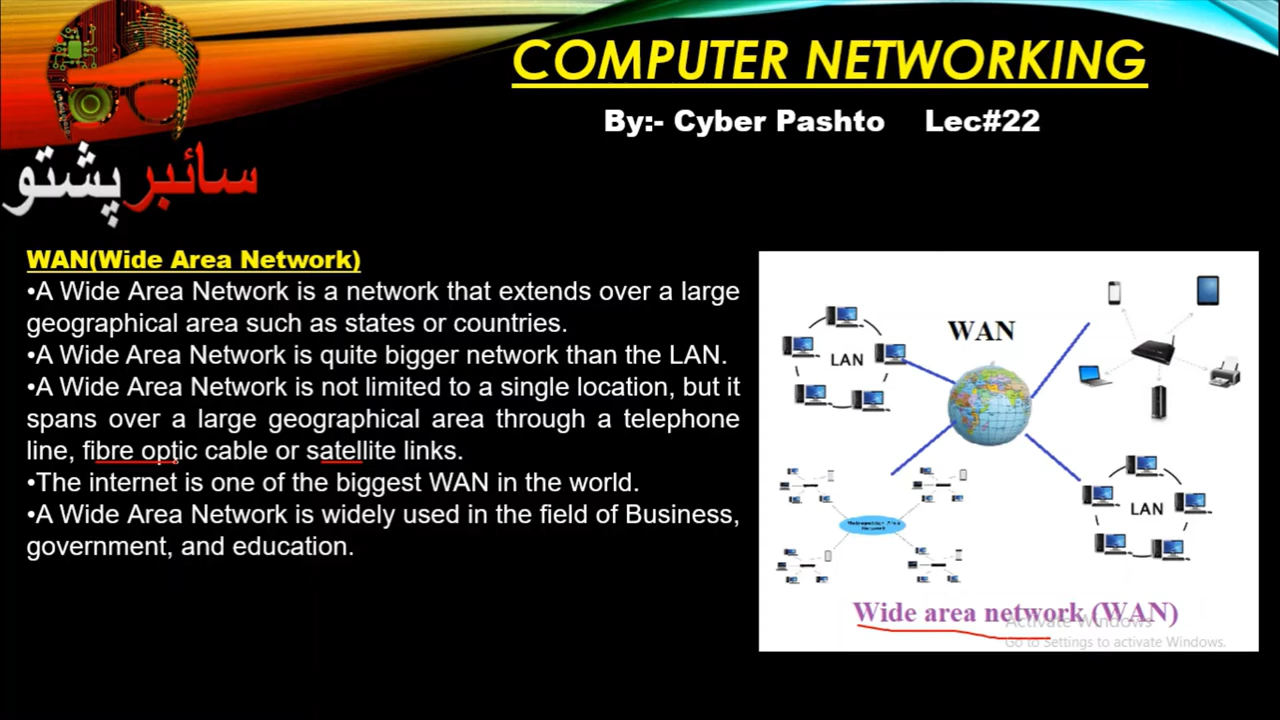 COMPUTER NETWORKING
By:- Cyber Pashto Lec#22
سائبر پشتو
WAN(Wide Area Network)
•A Wide Area Network is a network that extends over a large
geographical area such as states or countries.
•A Wide Area Network is quite bigger network than the LAN.
•A Wide Area Network is not limited to a single location, but it
spans over a large geographical area through a telephone
line, fibre optic cable or satellite links.
•The internet is one of the biggest WAN in the world.
•A Wide Area Network is widely used in the field of Business,
government, and education.
WAN
LAN
LAN
Wide area network (WAN)
Activate Windows
Go to Settings to activate Windows.